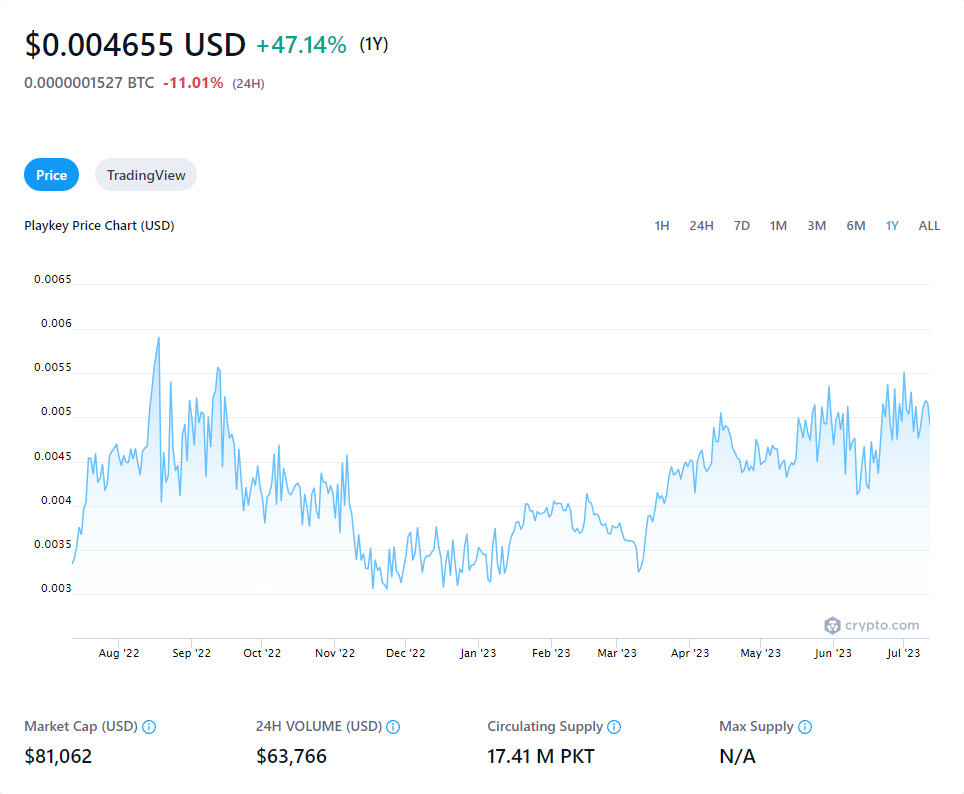 $0.004655 USD +47.14% (1Y)
0.0000001527 BTC -11.01% (24H)
Price TradingView
Playkey Price Chart (USD) 1H 24H 7D 1M 3M 6M 1Y ALL
0.0065
0.006
0.0055
0.005
0.0045
0.004
0.0035
0.003
crypto.com
Aug '22 Sep '22 Oct '22 Nov '22 Dec '22 Jan '23 Feb '23 Mar '23 Apr '23 May '23 Jun '23 Jul '23
Market Cap (USD) 24H VOLUME (USD) Circulating Supply Max Supply
$81,062 $63,766 17.41 M PKT N/A